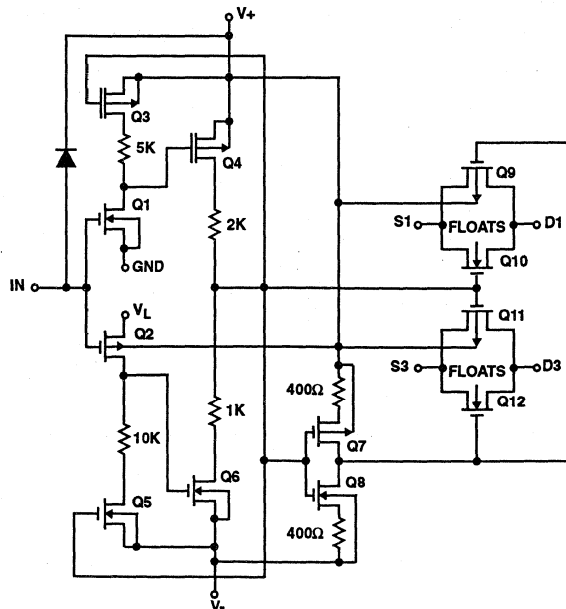 V+
Q3
5K
Q4
Q9
Q1
2K
S1
FLOATS
D1
GND
Q10
IN
VL
Q2
Q11
S3
FLOATS
D3
400Ω
Q12
10K
1K
Q7
Q5
Q6
Q8
400Ω
V-